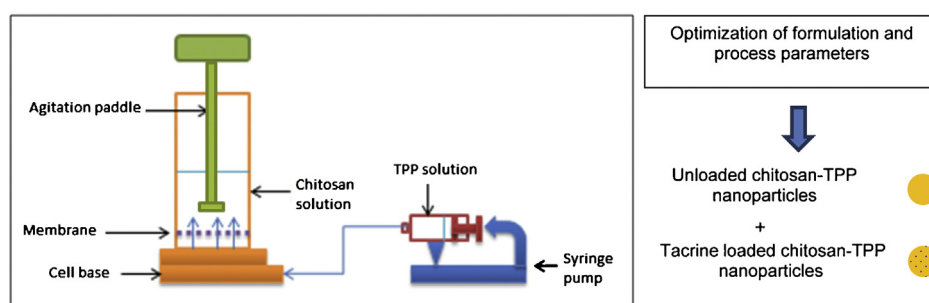 Agitation paddle
TPP solution
Chitosan
solution
Membrane
Cell base
Syringe
pump
Optimization of formulation and
process parameters
Unloaded chitosan-TPP
nanoparticles
+
Tacrine loaded chitosan-TPP
nanoparticles